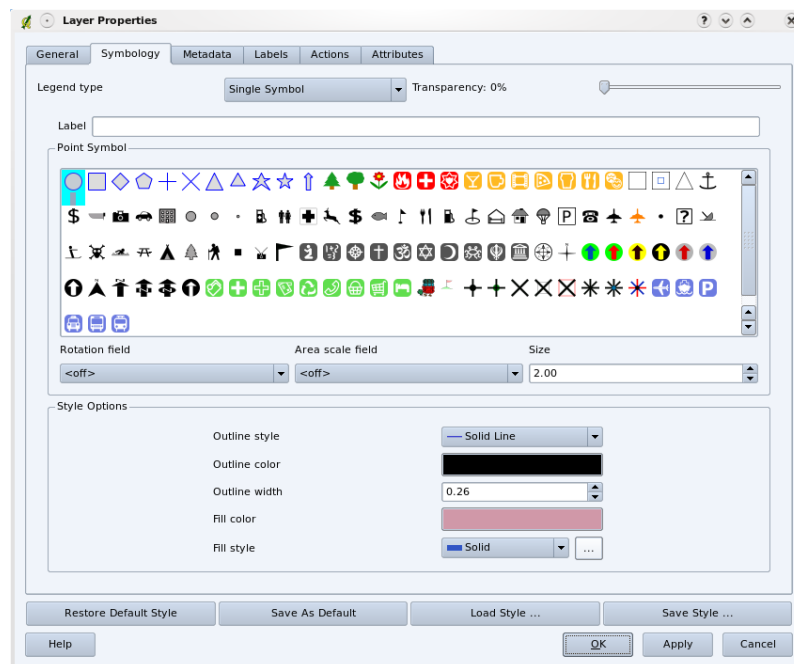 Layer Properties
General Symbology Metadata Labels Actions Attributes
Legend type Single Symbol Transparency: 0%
Label
Point Symbol
Rotation field Area scale field Size
<off> <off> 2.00
Style Options
Outline style Solid Line
Outline color
Outline width 0.26
Fill color
Fill style Solid ...
Restore Default Style Save As Default Load Style ... Save Style ...
Help OK Apply Cancel